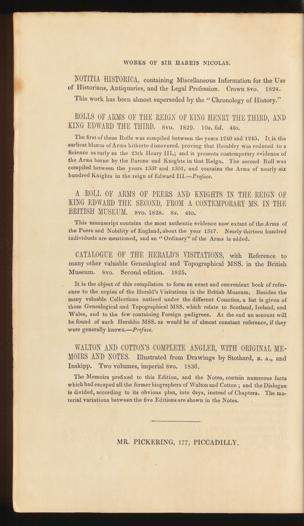 WORKS OF SIR HARRIS NICOLAS.
NOTITIA HISTORICA, containing Miscellaneous Information for the Use
of Historians, Antiquaries, and the Legal Profession. Crown 8vo. 1824.
This work has been almost superseded by the "Chronology of History."
ROLLS OF ARMS OF THE REIGN OF KING HENRY THE THIRD, AND
KING EDWARD THE THIRD. 8vo. 1829. 10s. 6d. 4to.
The first of these Rolls was compiled between the years 1240 and 1245. It is the
earliest blazon of Arms hitherto discovered, proving that Heraldry was reduced to a
Science as early as the 25th Henry III.; and it presents contemporary evidence of
the Arms borne by the Barons and Knights in that Reign. The second Roll was
compiled between the years 1337 and 1351, and contains the Arms of nearly six
hundred Knights in the reign of Edward III.—Preface.
A ROLL OF ARMS OF PEERS AND KNIGHTS IN THE REIGN OF
KING EDWARD THE SECOND, FROM A CONTEMPORARY MS. IN THE
BRITISH MUSEUM. 8vo. 1828. 8s. 4to.
This manuscript contains the most authentic evidence now extant of the Arms of
the Peers and Nobility of England, about the year 1317. Nearly thirteen hundred
individuals are mentioned, and an "Ordinary" of the Arms is added.
CATALOGUE OF THE HERALD'S VISITATIONS, with Reference to
many other valuable Genealogical and Topographical MSS. in the British
Museum. 8vo. Second edition. 1825.
It is the object of this compilation to form an exact and convenient book of refer-
ence to the copies of the Herald's Visitations in the British Museum. Besides the
many valuable Collections noticed under the different Counties, a list is given of
those Genealogical and Topographical MSS. which relate to Scotland, Ireland, and
Wales, and to the few containing Foreign pedigrees. At the end an account will
be found of such Heraldic MSS. as would be of almost constant reference, if they
were generally known.—Preface.
WALTON AND COTTON'S COMPLETE ANGLER, WITH ORIGINAL ME-
MOIRS AND NOTES. Illustrated from Drawings by Stothard, R. A., and
Inskipp. Two volumes, imperial 8vo. 1836.
The Memoirs prefixed to this Edition, and the Notes, contain numerous facts
which had escaped all the former biographers of Walton and Cotton; and the Dialogue
is divided, according to its obvious plan, into days, instead of Chapters. The ma-
terial variations between the five Editions are shewn in the Notes.
MR. PICKERING, 177, PICCADILLY.